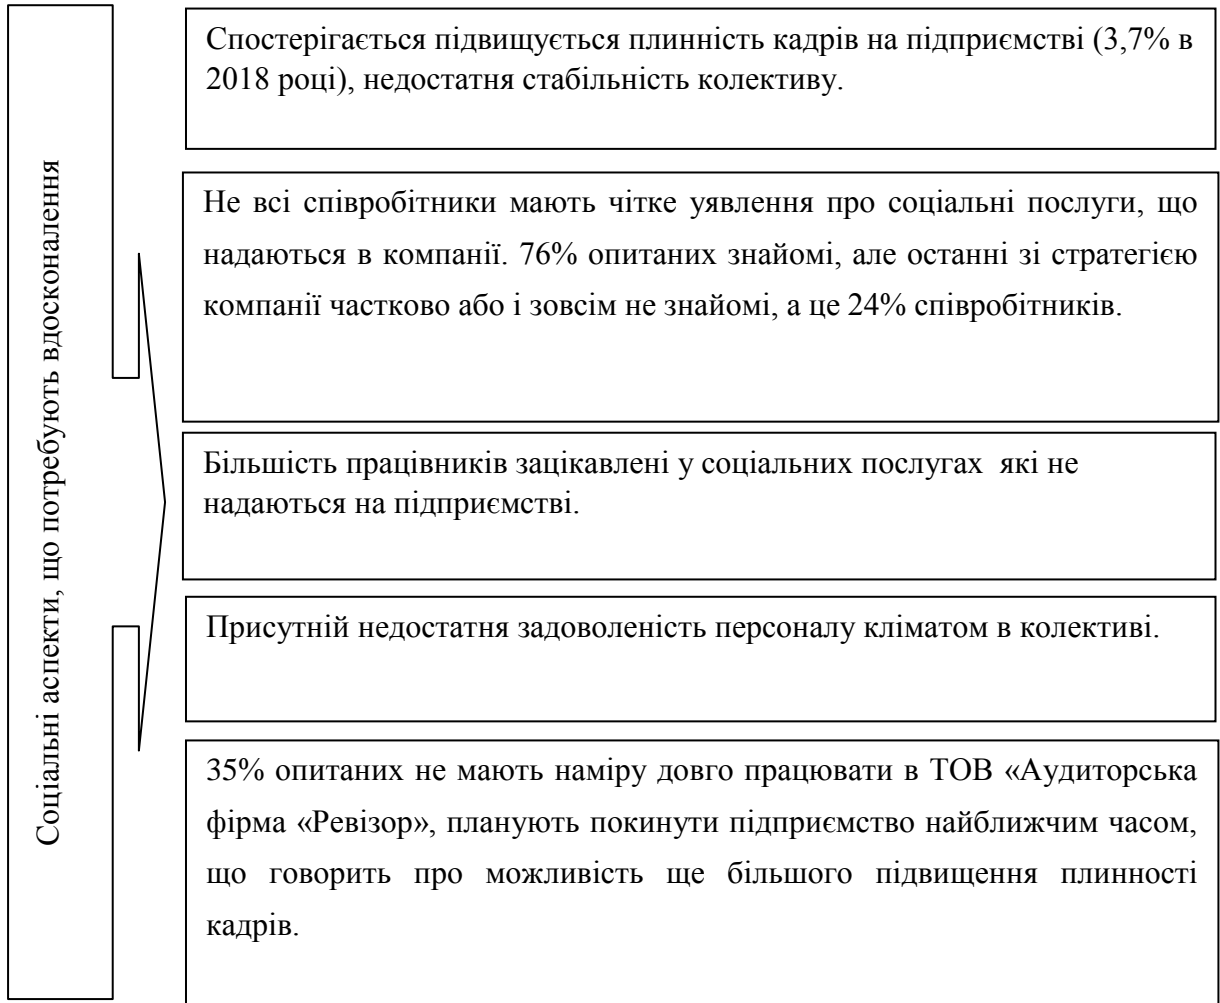 Соціальні аспекти, що потребують вдосконалення
Спостерігається підвищується плинність кадрів на підприємстві (3,7% в
2018 році), недостатня стабільність колективу.
Не всі співробітники мають чітке уявлення про соціальні послуги, що
надаються в компанії. 76% опитаних знайомі, але останні зі стратегією
компанії частково або і зовсім не знайомі, а це 24% співробітників.
Більшість працівників зацікавлені у соціальних послугах які не
надаються на підприємстві.
Присутній недостатня задоволеність персоналу кліматом в колективі.
35% опитаних не мають наміру довго працювати в ТОВ «Аудиторська
фірма «Ревізор», планують покинути підприємство найближчим часом,
що говорить про можливість ще більшого підвищення плинності
кадрів.